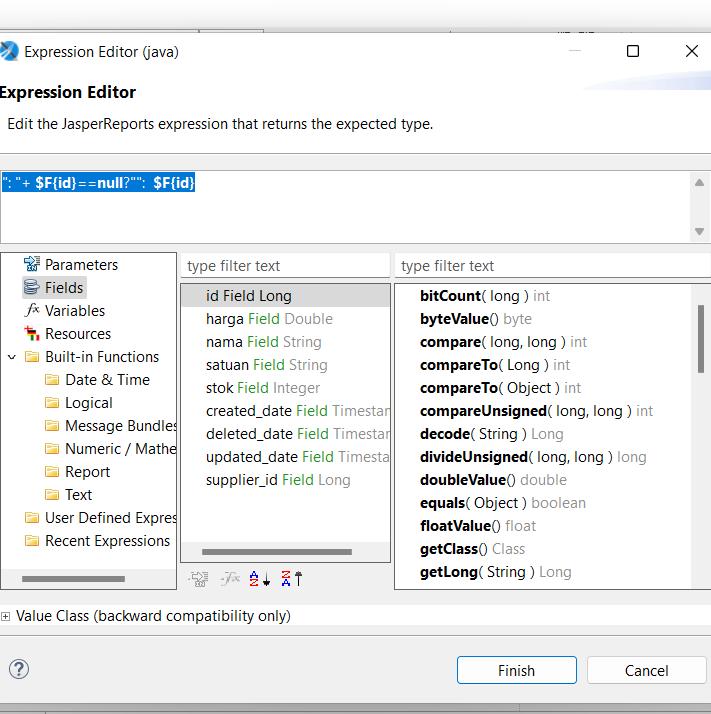 Expression Editor (java)
Expression Editor
Edit the JasperReports expression that returns the expected type.
": "+ $F{id}==null?"":  $F{id}
Parameters
Fields
fx Variables
Resources
Built-in Functions
Date & Time
Logical
Message Bundles
Numeric / Mathe
Report
Text
User Defined Expres
Recent Expressions
type filter text
id Field Long
harga Field Double
nama Field String
satuan Field String
stok Field Integer
created_date Field Timestar
deleted_date Field Timestar
updated_date Field Timesta
supplier_id Field Long
type filter text
bitCount( long ) int
byteValue() byte
compare( long, long ) int
compareTo( Long ) int
compareTo( Object ) int
compareUnsigned( long, long ) int
decode( String ) Long
divideUnsigned( long, long ) long
doubleValue() double
equals( Object ) boolean
floatValue() float
getClass() Class
getLong( String ) Long
Value Class (backward compatibility only)
?
Finish
Cancel